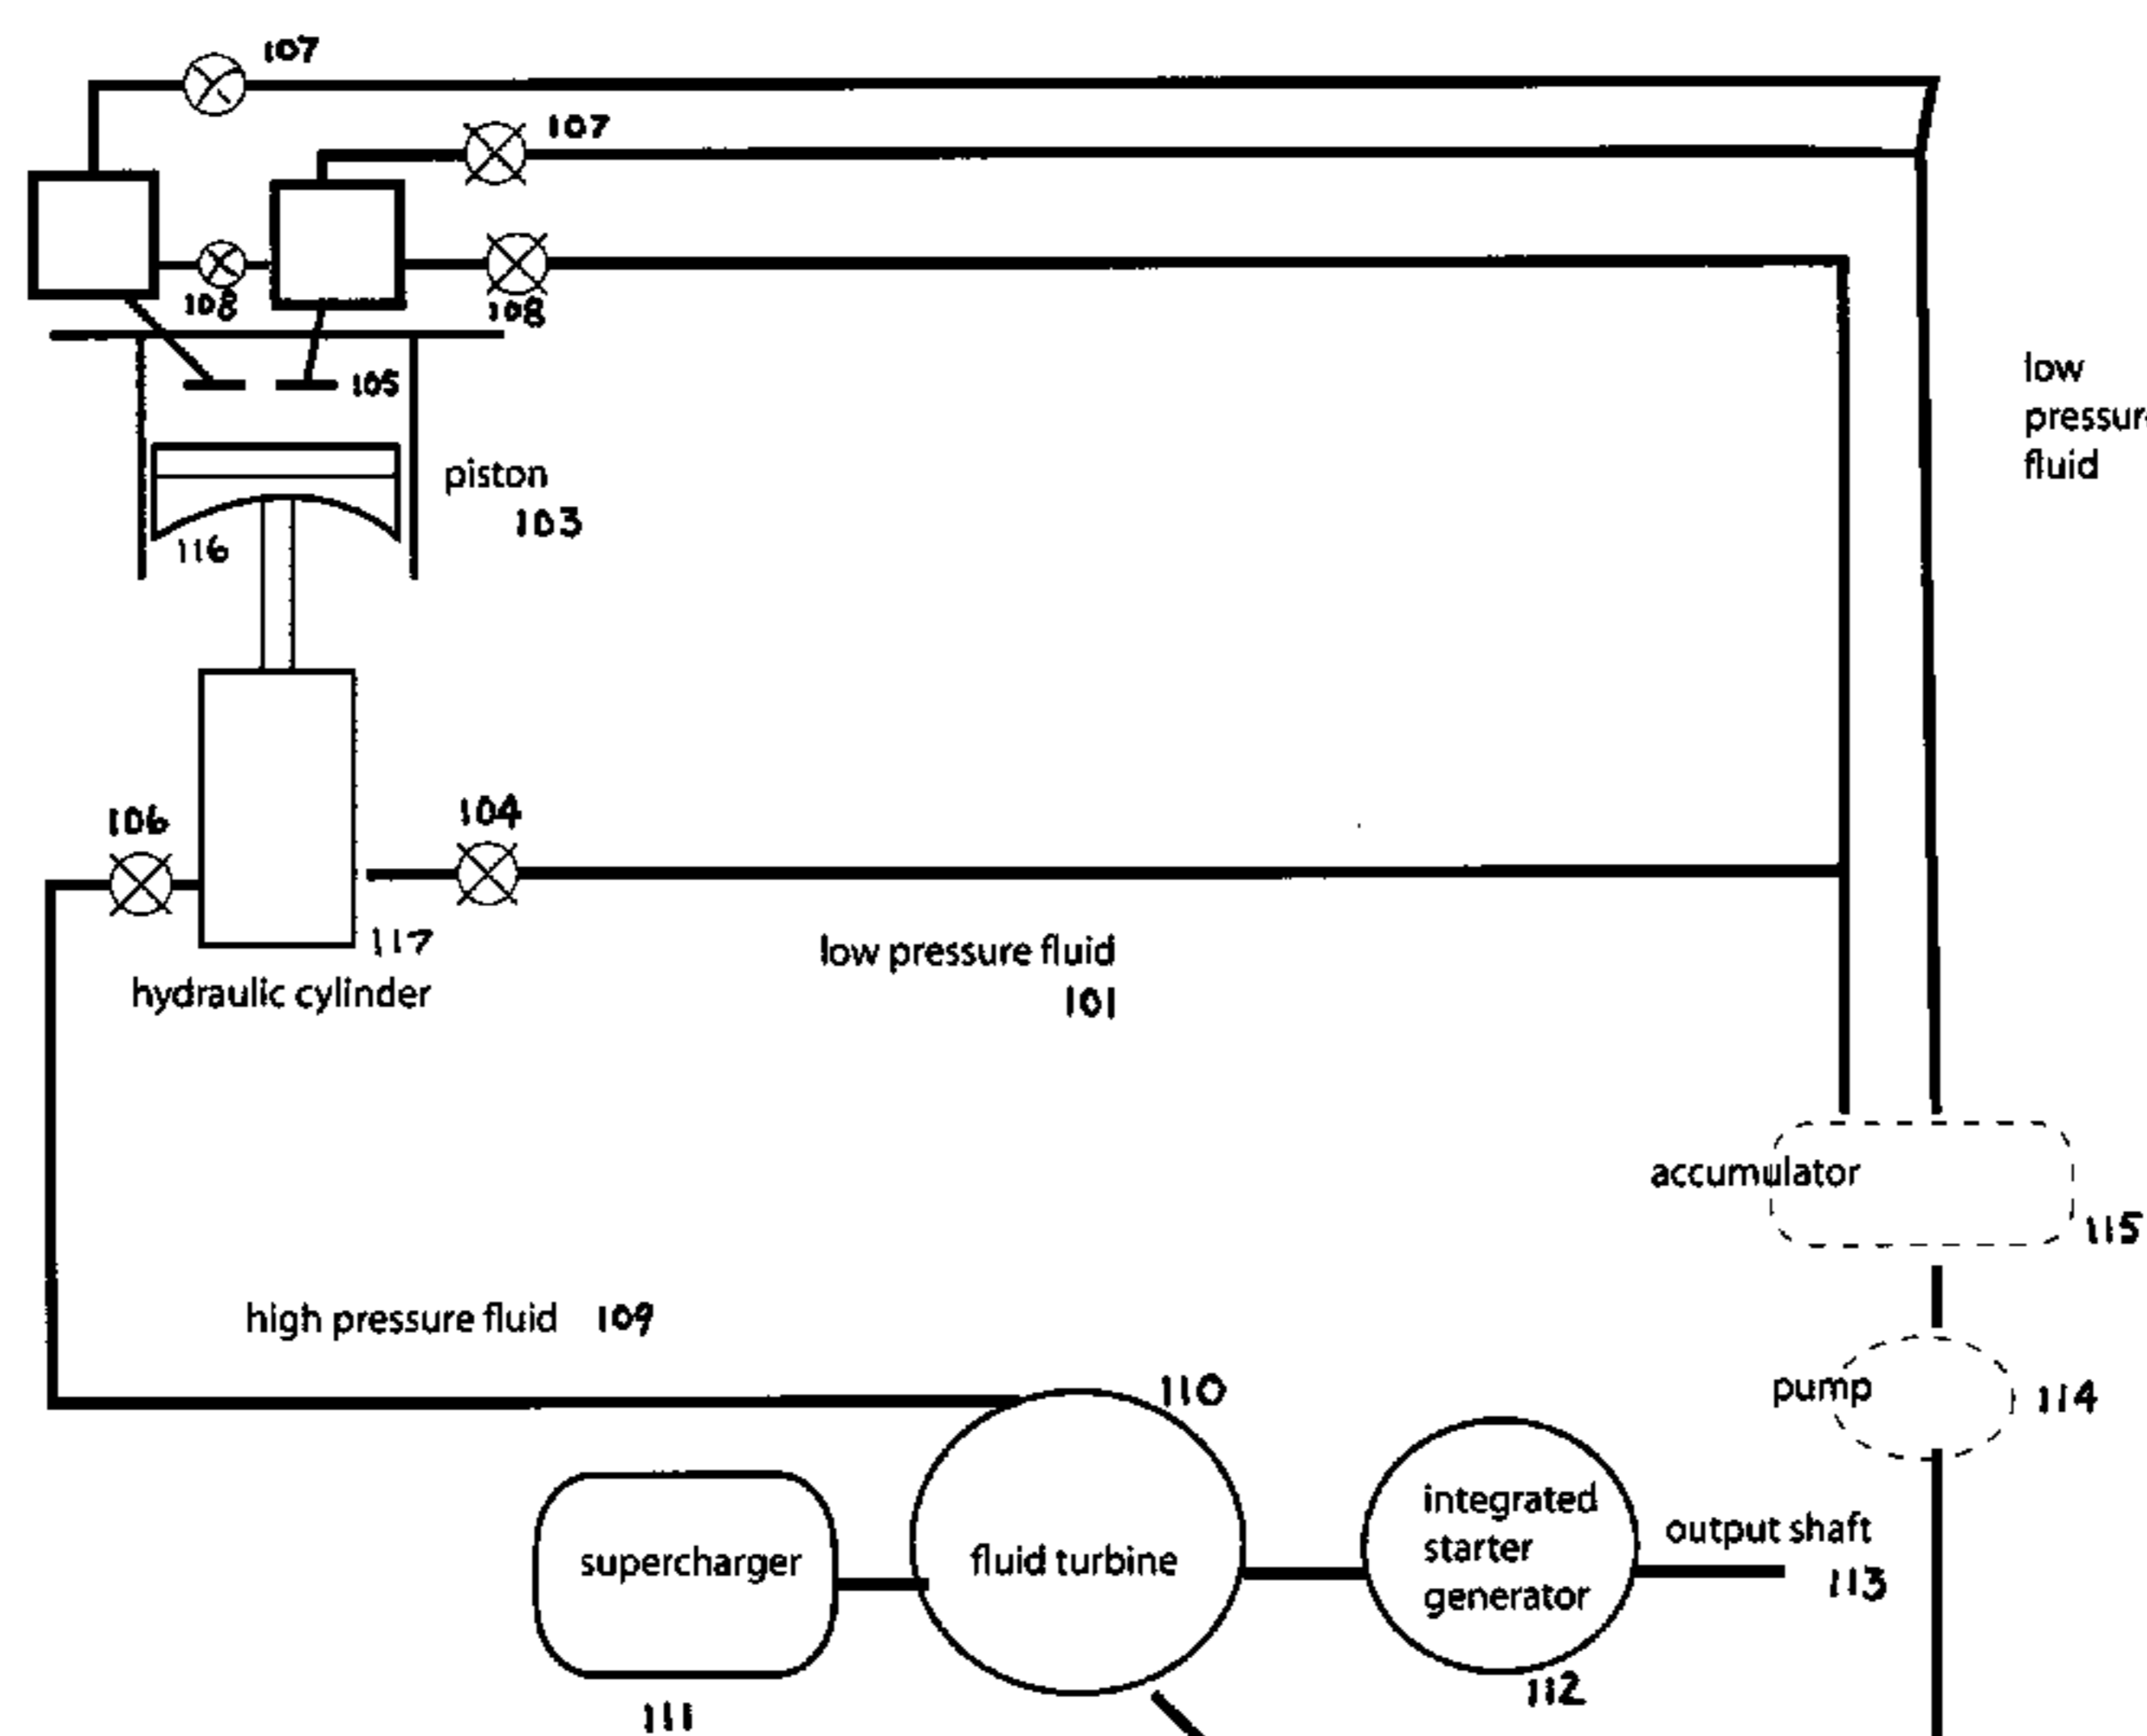 107
107
108
108
105
low
pressur
fluid
piston
103
116
106
104
117
hydraulic cylinder
low pressure fluid
101
accumulator
115
high pressure fluid 109
110
pump
114
integrated
starter
generator
output shaft
113
supercharger
fluid turbine
112
111